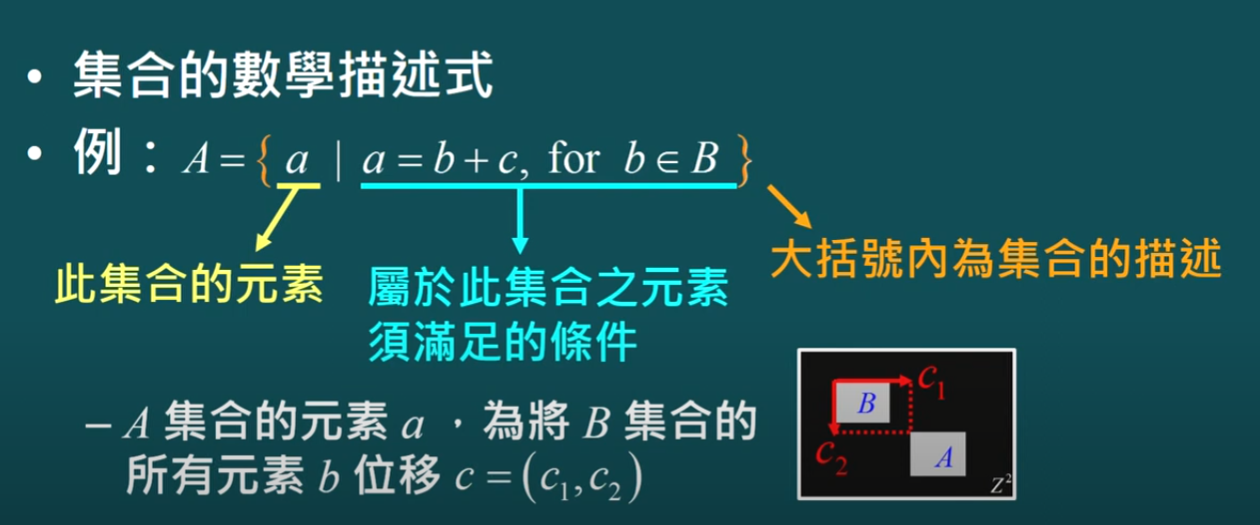 • 集合的數學描述式
• 例：A = { a | a = b + c, for b ∈ B }
大括號內為集合的描述
此集合的元素
屬於此集合之元素
須滿足的條件
– A 集合的元素 a ，為將 B 集合的
所有元素 b 位移 c = (c₁, c₂)
c₁
B
c₂
A
Z²